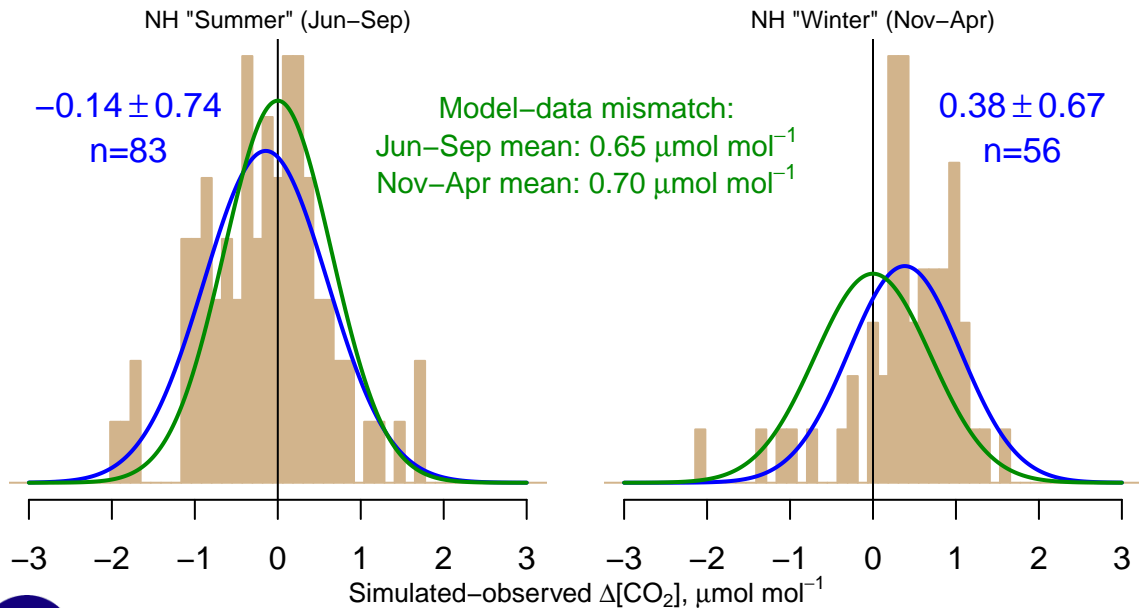 NH "Summer" (Jun−Sep)
−0.14 ± 0.74
n=83
Model−data mismatch:
Jun−Sep mean: 0.65 μmol mol⁻¹
Nov−Apr mean: 0.70 μmol mol⁻¹
NH "Winter" (Nov−Apr)
0.38 ± 0.67
n=56
−3 −2 −1 0 1 2 3
−3 −2 −1 0 1 2 3
Simulated−observed Δ[CO₂], μmol mol⁻¹